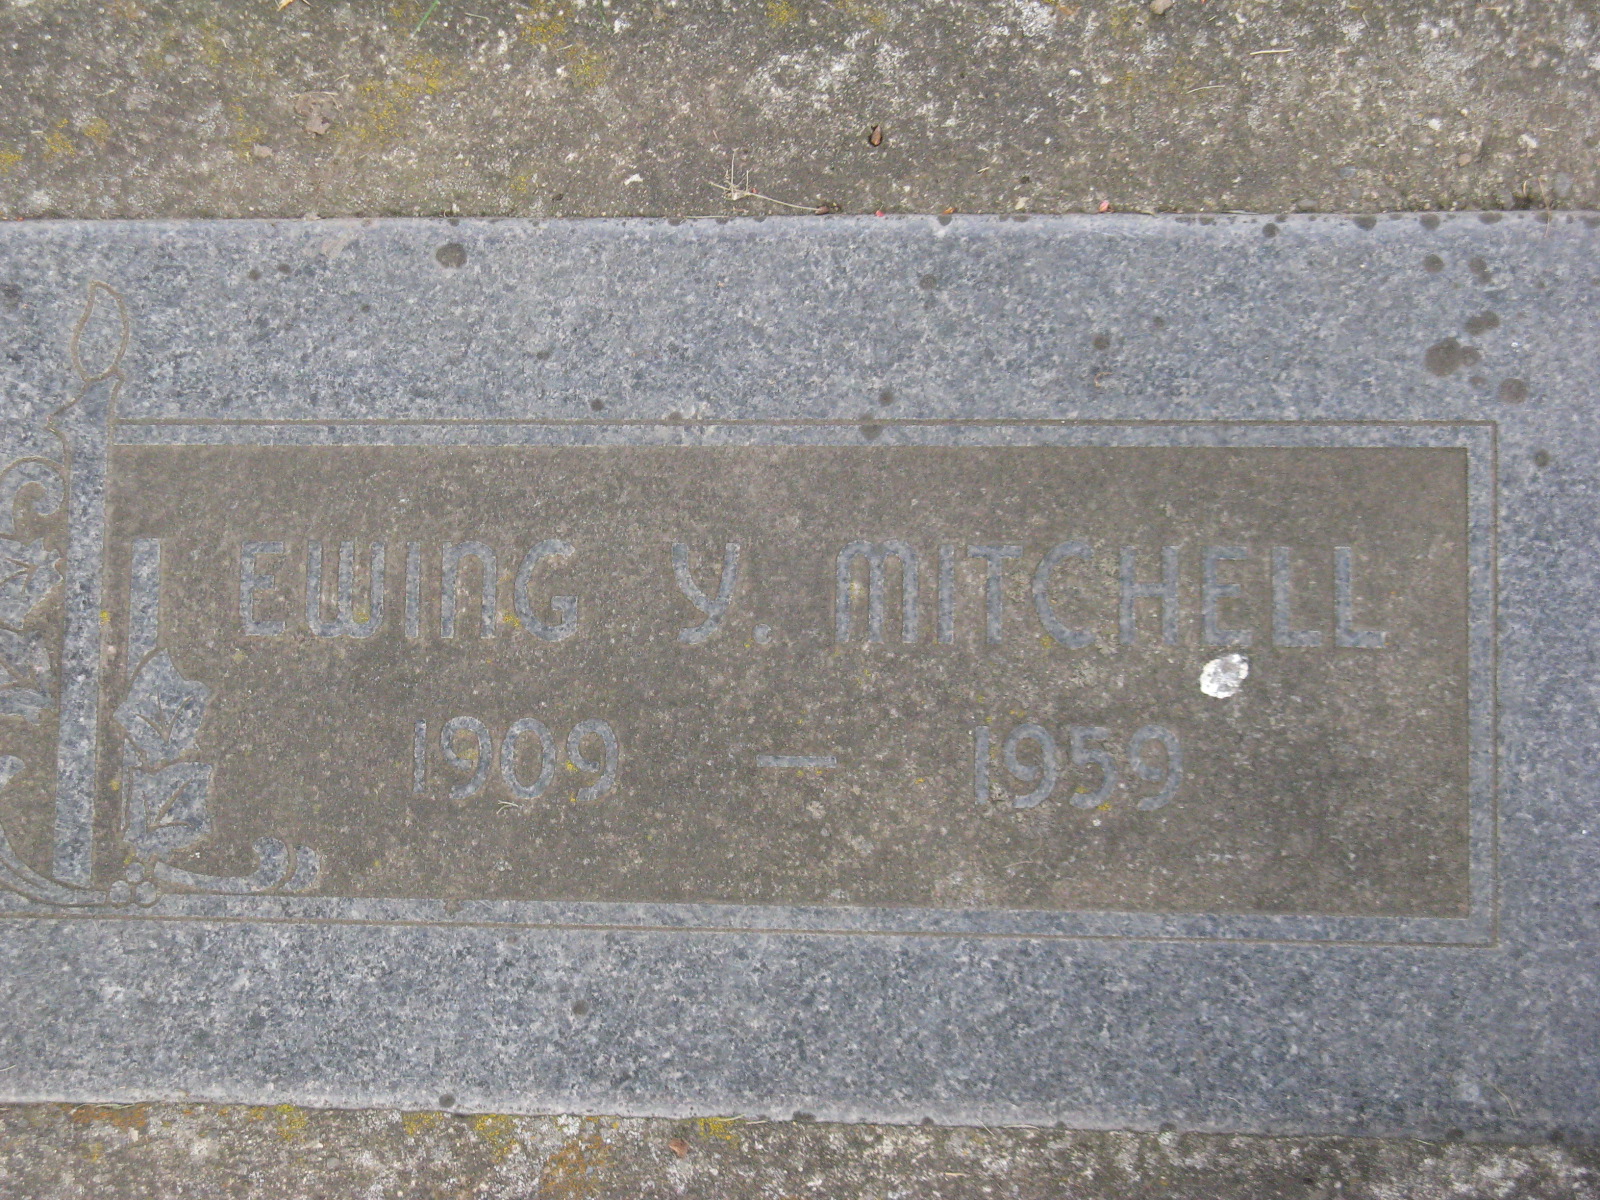 EWING Y. MITCHELL
1909 — 1959